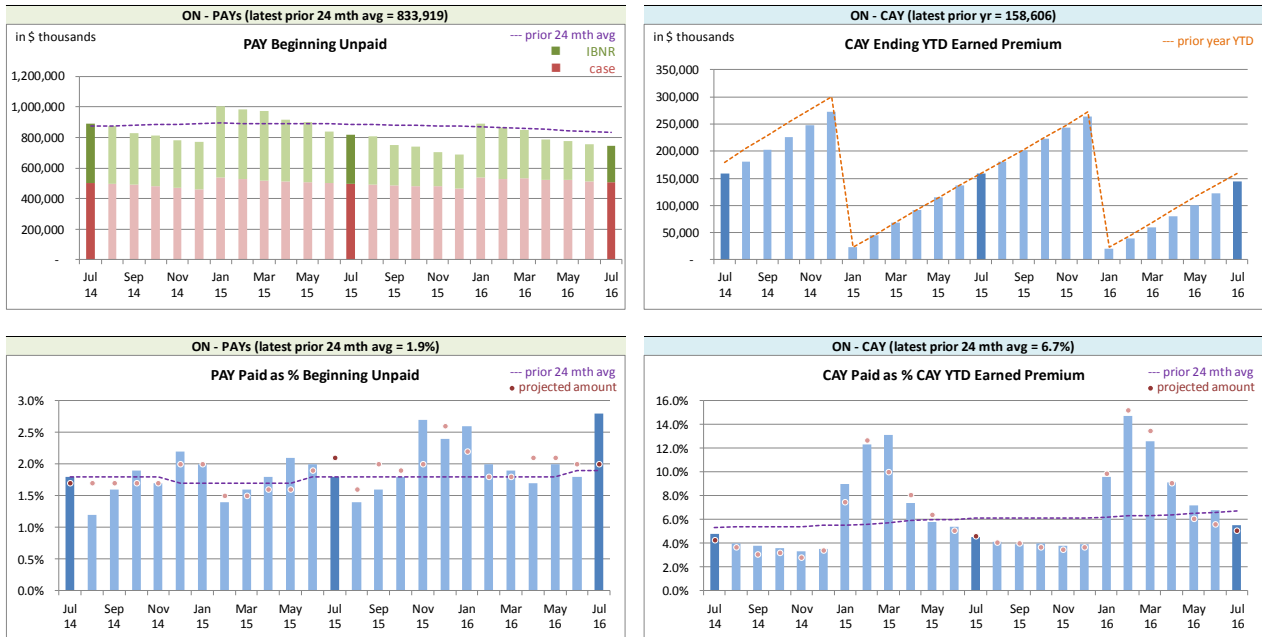 ON - PAYs (latest prior 24 mth avg = 833,919)
in $ thousands
PAY Beginning Unpaid
--- prior 24 mth avg
IBNR
case
1,200,000
1,000,000
800,000
600,000
400,000
200,000
-
Jul Sep Nov Jan Mar May Jul Sep Nov Jan Mar May Jul
14 14 14 15 15 15 15 15 15 16 16 16 16
ON - CAY (latest prior yr = 158,606)
in $ thousands
CAY Ending YTD Earned Premium
--- prior year YTD
350,000
300,000
250,000
200,000
150,000
100,000
50,000
-
Jul Sep Nov Jan Mar May Jul Sep Nov Jan Mar May Jul
14 14 14 15 15 15 15 15 15 16 16 16 16
ON - PAYs (latest prior 24 mth avg = 1.9%)
PAY Paid as % Beginning Unpaid
--- prior 24 mth avg
projected amount
3.0%
2.5%
2.0%
1.5%
1.0%
0.5%
0.0%
Jul Sep Nov Jan Mar May Jul Sep Nov Jan Mar May Jul
14 14 14 15 15 15 15 15 15 16 16 16 16
ON - CAY (latest prior 24 mth avg = 6.7%)
CAY Paid as % CAY YTD Earned Premium
--- prior 24 mth avg
projected amount
16.0%
14.0%
12.0%
10.0%
8.0%
6.0%
4.0%
2.0%
0.0%
Jul Sep Nov Jan Mar May Jul Sep Nov Jan Mar May Jul
14 14 14 15 15 15 15 15 15 16 16 16 16